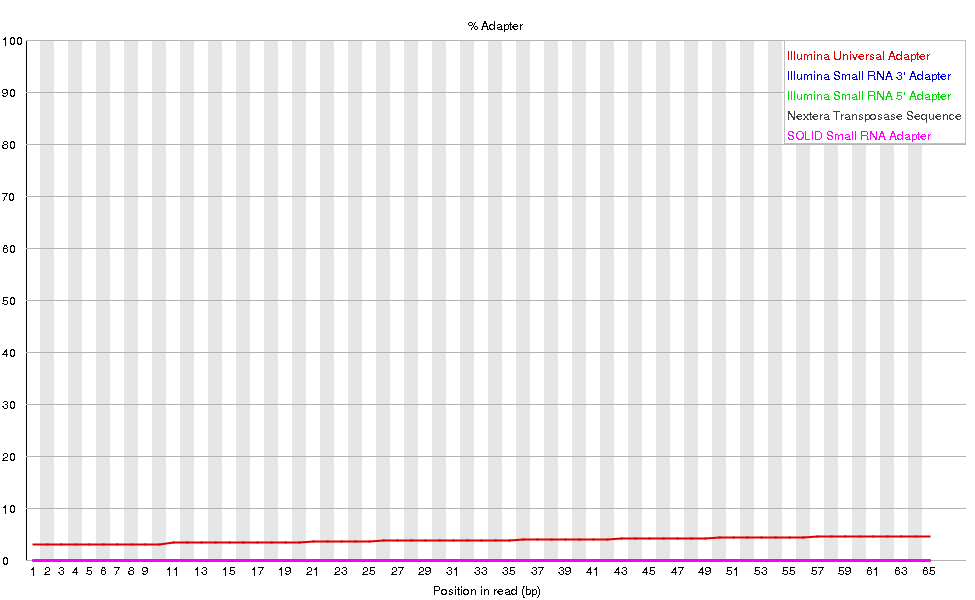 % Adapter
100
90
80
70
60
50
40
30
20
10
0
Illumina Universal Adapter
Illumina Small RNA 3' Adapter
Illumina Small RNA 5' Adapter
Nextera Transposase Sequence
SOLID Small RNA Adapter
1 2 3 4 5 6 7 8 9 11 13 15 17 19 21 23 25 27 29 31 33 35 37 39 41 43 45 47 49 51 53 55 57 59 61 63 65
Position in read (bp)